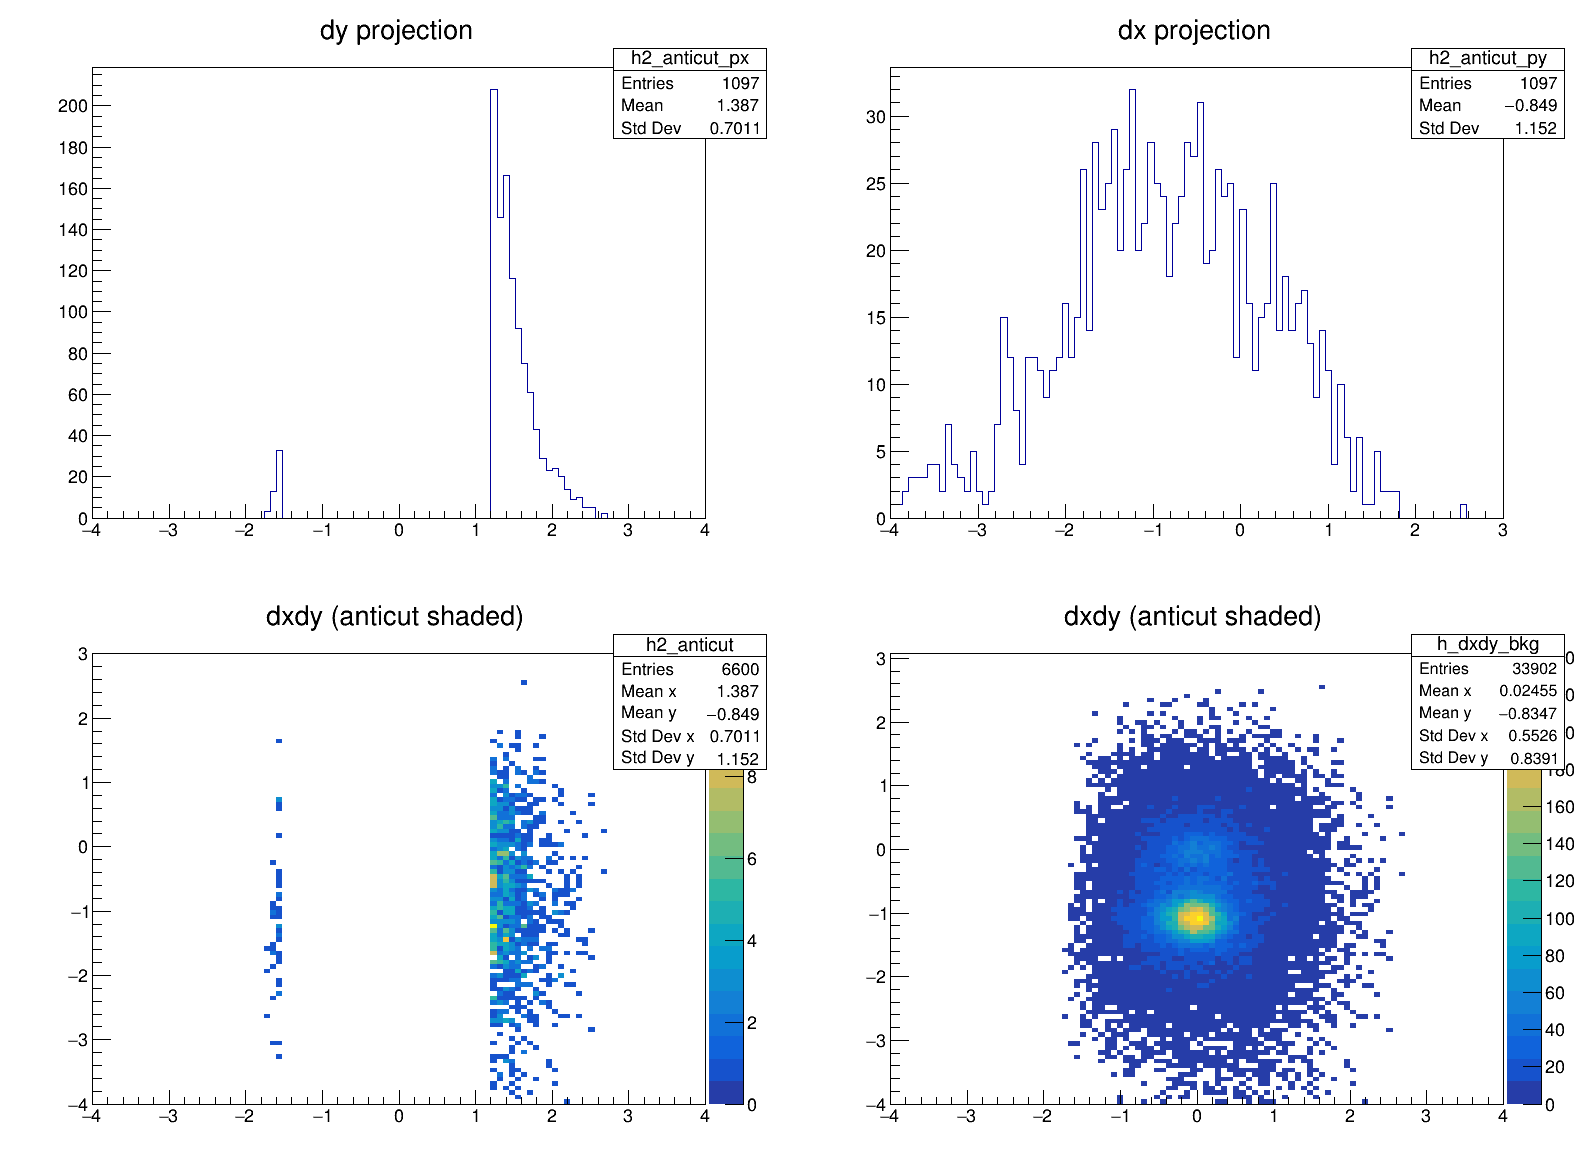 dy projection
h2_anticut_px
Entries 1097
Mean 1.387
Std Dev 0.7011
200
180
160
140
120
100
80
60
40
20
0
−4 −3 −2 −1 0 1 2 3 4
dx projection
h2_anticut_py
Entries 1097
Mean −0.849
Std Dev 1.152
30
25
20
15
10
5
0
−4 −3 −2 −1 0 1 2 3
dxdy (anticut shaded)
h2_anticut
Entries 6600
Mean x 1.387
Mean y −0.849
Std Dev x 0.7011
Std Dev y 1.152
3
2
1
0
−1
−2
−3
−4
−4 −3 −2 −1 0 1 2 3 4
8
6
4
2
0
dxdy (anticut shaded)
h_dxdy_bkg
Entries 33902
Mean x 0.02455
Mean y −0.8347
Std Dev x 0.5526
Std Dev y 0.8391
3
2
1
0
−1
−2
−3
−4
−4 −3 −2 −1 0 1 2 3 4
0
0
0
180
160
140
120
100
80
60
40
20
0